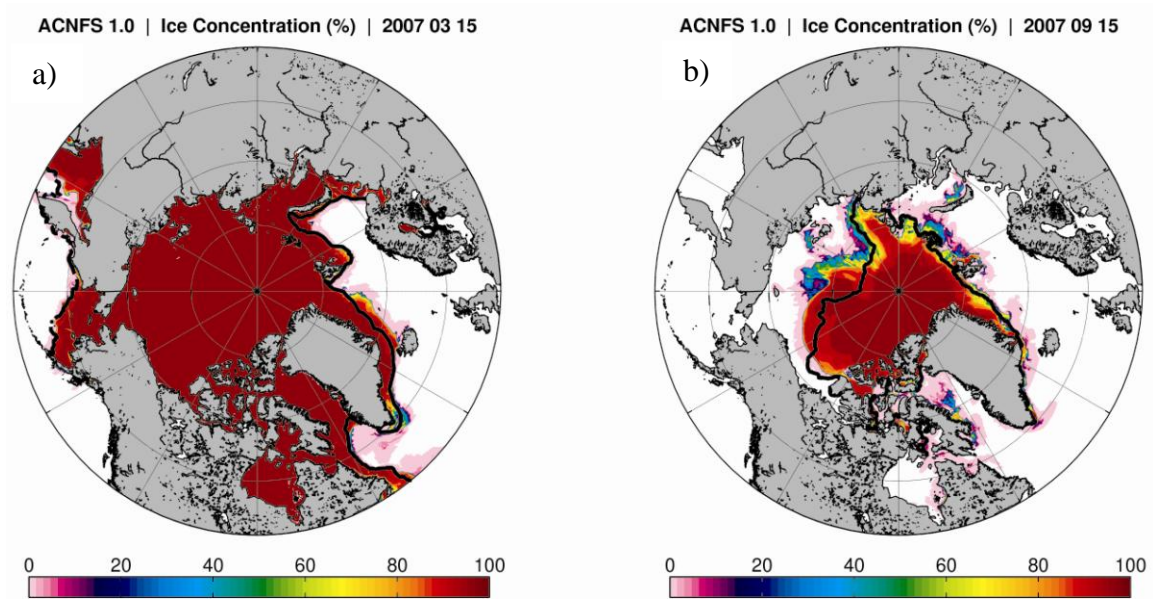 ACNFS 1.0 | Ice Concentration (%) | 2007 03 15
a)
0 20 40 60 80 100
ACNFS 1.0 | Ice Concentration (%) | 2007 09 15
b)
0 20 40 60 80 100